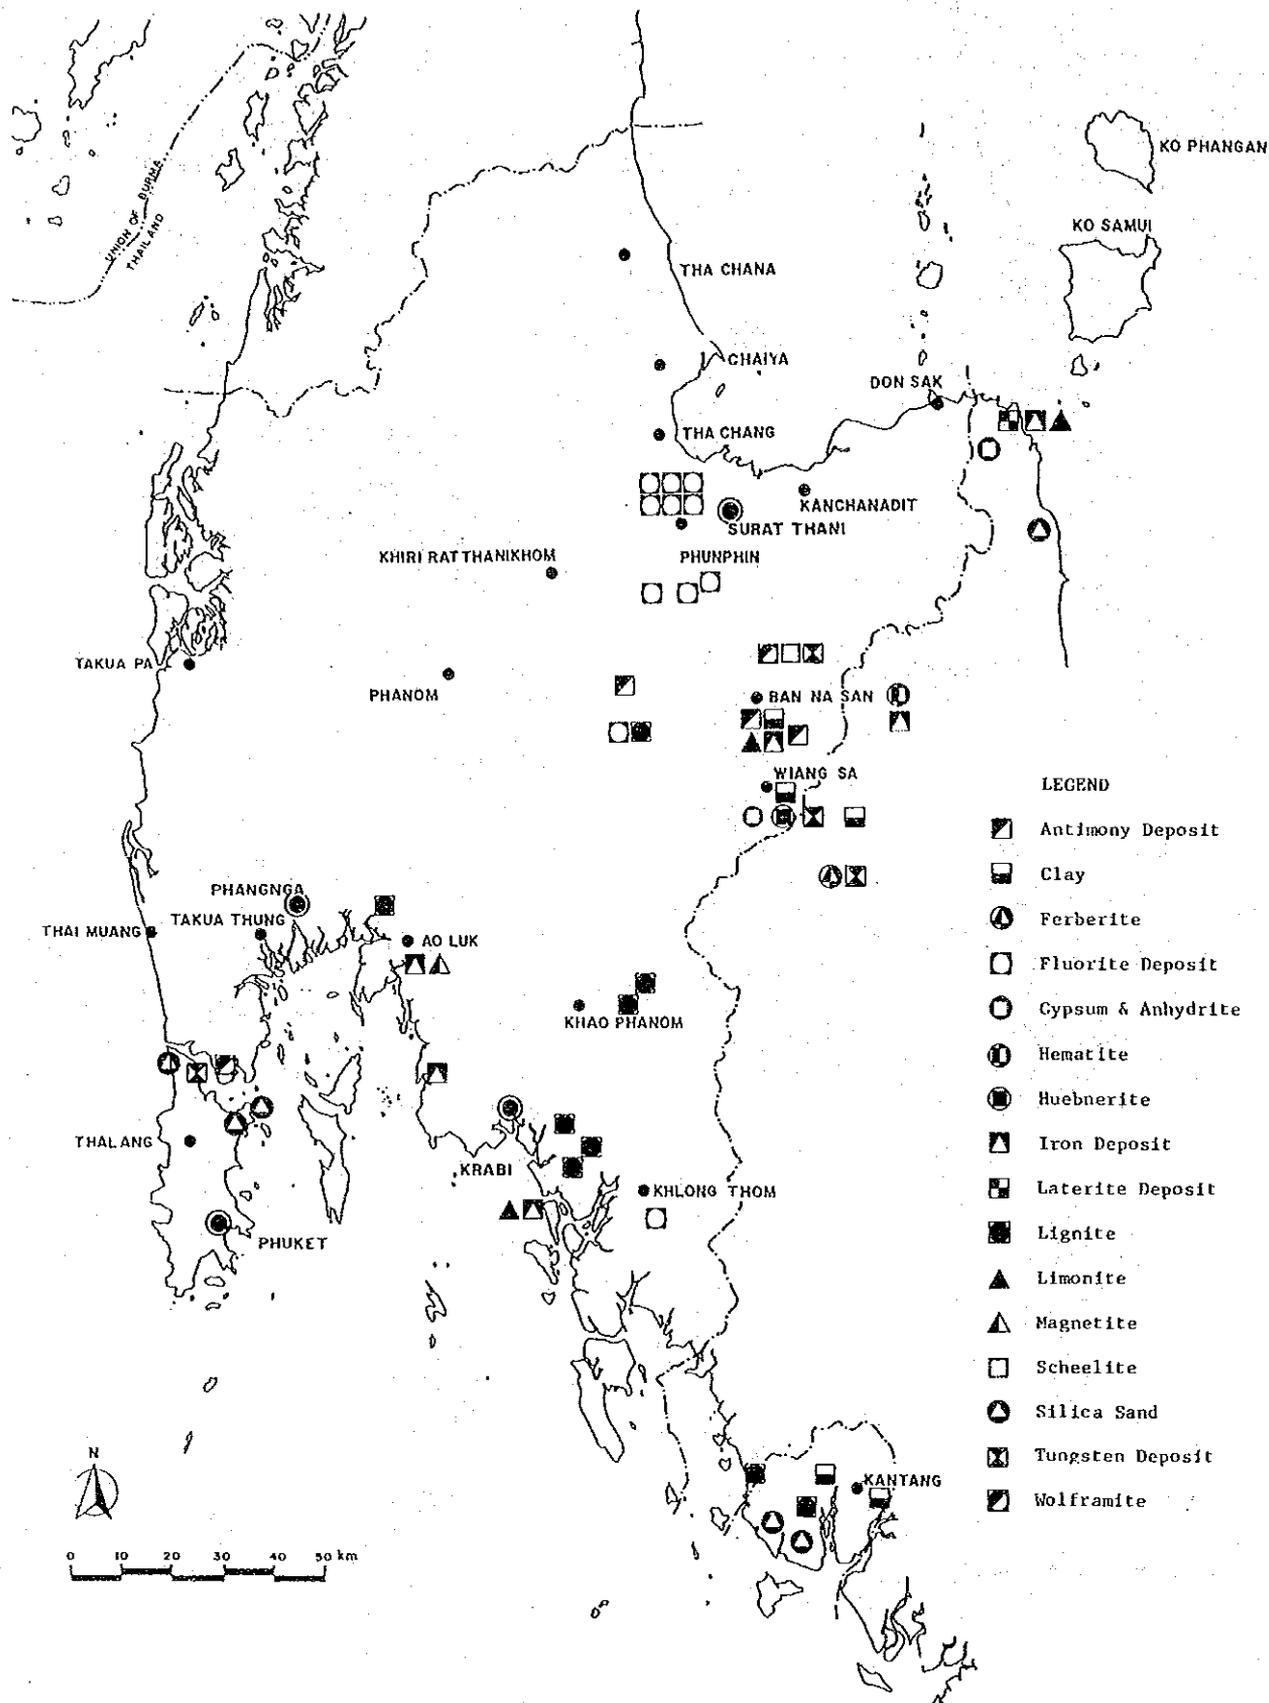 KO PHANGAN
UNION OF BURMA
THAILAND
KO SAMUI
THA CHANA
CHAIYA
DON SAK
THA CHANG
KANCHANADIT
SURAT THANI
KHIRI RATTHANIKHOM
PHUNPHIN
TAKUA PA
PHANOM
BAN NA SAN
WIANG SA
LEGEND
Antimony Deposit
Clay
Ferberite
Fluorite Deposit
Gypsum & Anhydrite
Hematite
Huebnerite
Iron Deposit
Laterite Deposit
Lignite
Limonite
Magnetite
Scheelite
Silica Sand
Tungsten Deposit
Wolframite
PHANGNGA
TAKUA THUNG
THAI MUANG
AO LUK
KHAO PHANOM
THALANG
KRABI
KHLONG THOM
PHUKET
KANTANG
N
0 10 20 30 40 50 km